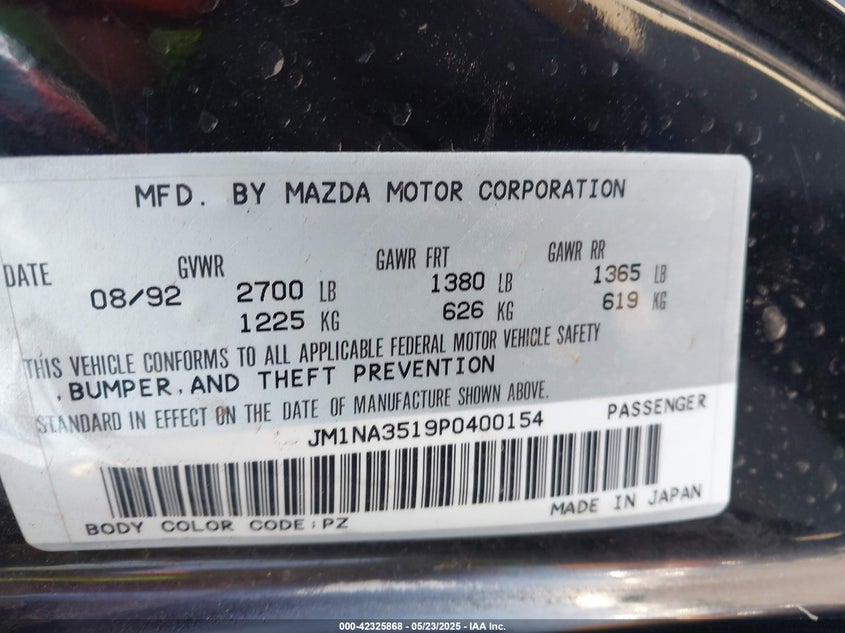 MFD. BY MAZDA MOTOR CORPORATION
DATE 08/92 GVWR 2700 LB GAWR FRT 1380 LB GAWR RR 1365 LB
1225 KG 626 KG 619 KG
THIS VEHICLE CONFORMS TO ALL APPLICABLE FEDERAL MOTOR VEHICLE SAFETY
, BUMPER, AND THEFT PREVENTION
STANDARD IN EFFECT ON THE DATE OF MANUFACTURE SHOWN ABOVE.
JM1NA3519P0400154 PASSENGER
BODY COLOR CODE:PZ MADE IN JAPAN
000-42325868 - 05/23/2025 - IAA Inc.